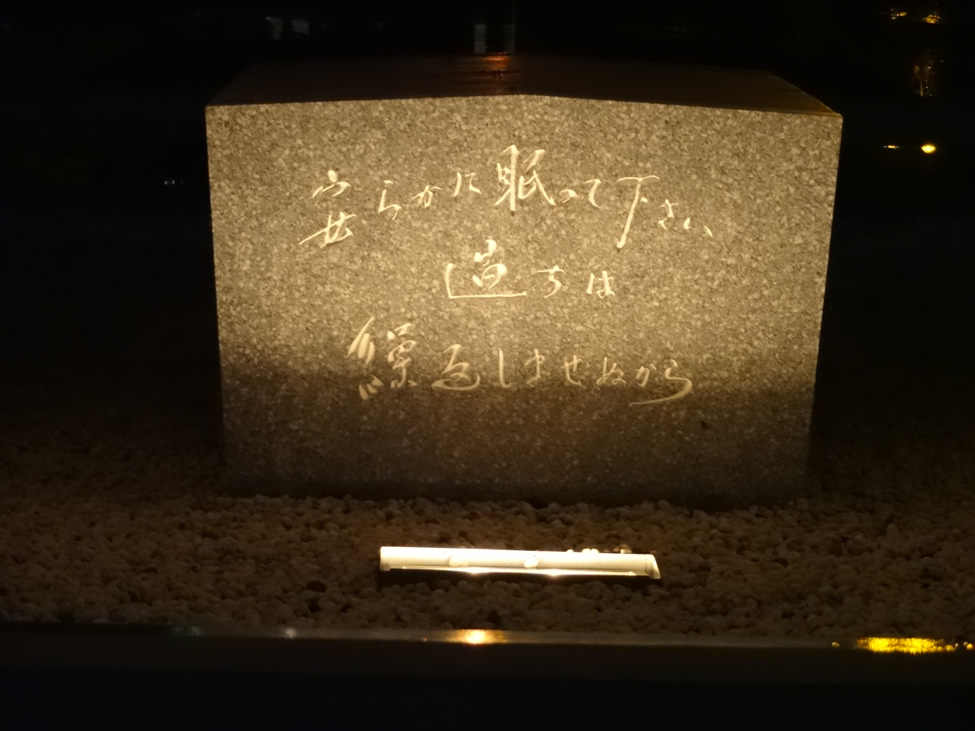 安らかに眠って下さい
過ちは
繰返しませぬから